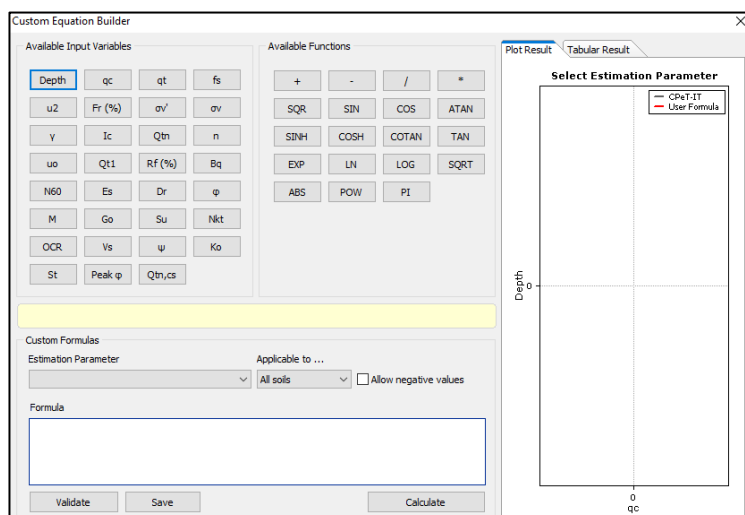 Custom Equation Builder
Available Input Variables
Depth qc qt fs
u2 Fr (%) σv' σv
γ Ic Qtn n
uo Qt1 Rf (%) Bq
N60 Es Dr φ
M Go Su Nkt
OCR Vs ψ Ko
St Peak φ Qtn,cs
Available Functions
+ - / *
SQR SIN COS ATAN
SINH COSH COTAN TAN
EXP LN LOG SQRT
ABS POW PI
Custom Formulas
Estimation Parameter
Applicable to ...
All soils
Allow negative values
Formula
Validate Save Calculate
Plot Result Tabular Result
Select Estimation Parameter
CPeT-IT
User Formula
Depth
0
0
qc